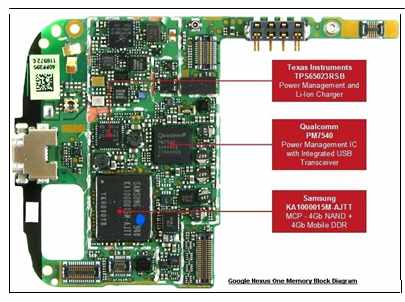 Texas Instruments
TPS65023RSB
Power Management and
Li-Ion Charger
Qualcomm
PM7540
Power Management IC
with Integrated USB
Transceiver
Samsung
KA1000015M-AJTT
MCP - 4Gb NAND +
4Gb Mobile DDR
Google Nexus One Memory Block Diagram